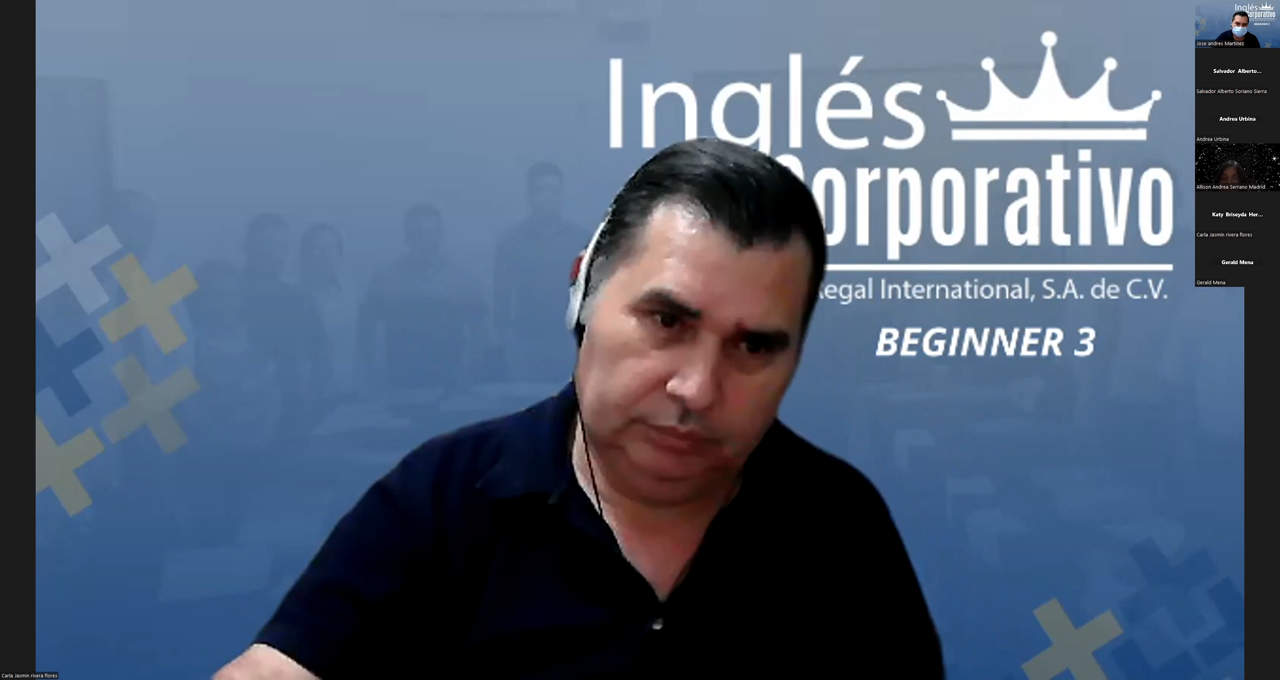 Inglés
orporativo
Regal International, S.A. de C.V.
BEGINNER 3
Carla Jasmin rivera flores
Inglés
orporativo
Jose andres Martinez
Salvador Alberto...
Salvador Alberto Soriano Sierra
Andrea Urbina
Andrea Urbina
Allison Andrea Serrano Madrid
Katy Briseyda Her...
Carla Jasmin rivera flores
Gerald Mena
Gerald Mena